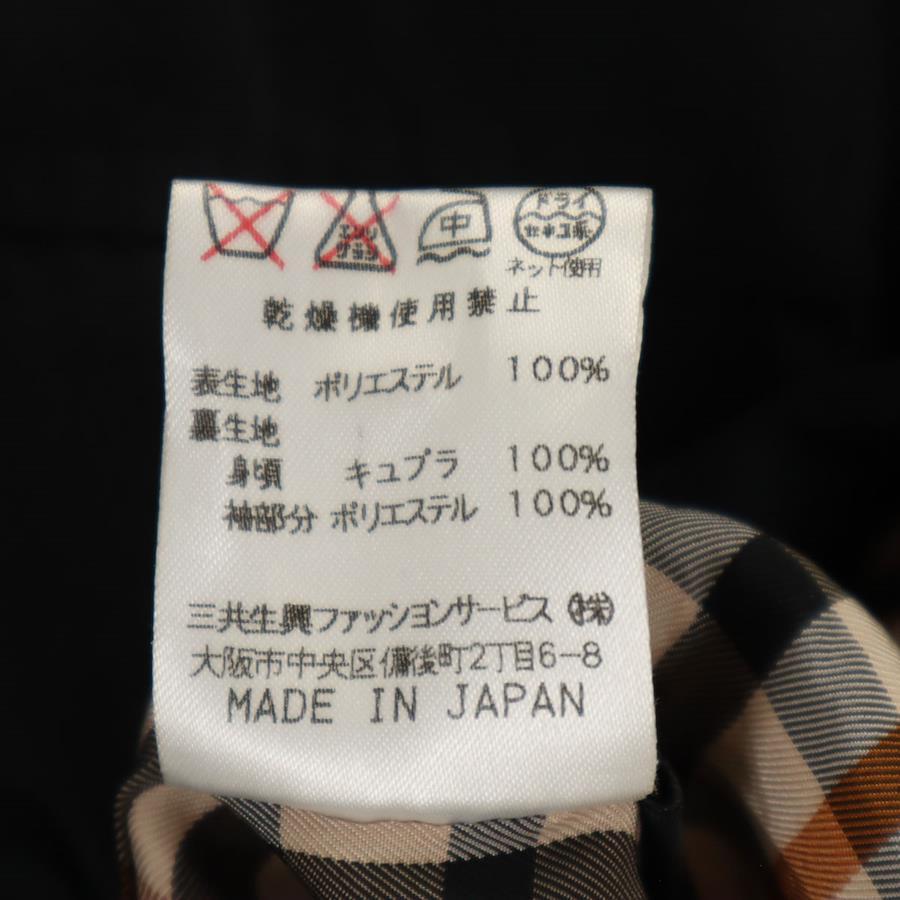 エンソ
サラシ
中
ドライ
セキユ系
ネット使用
乾燥機使用禁止
表生地 ポリエステル 100%
裏生地
身頃 キュプラ 100%
袖部分 ポリエステル 100%
三共生興ファッションサービス ㈱
大阪市中央区備後町2丁目6-8
MADE IN JAPAN